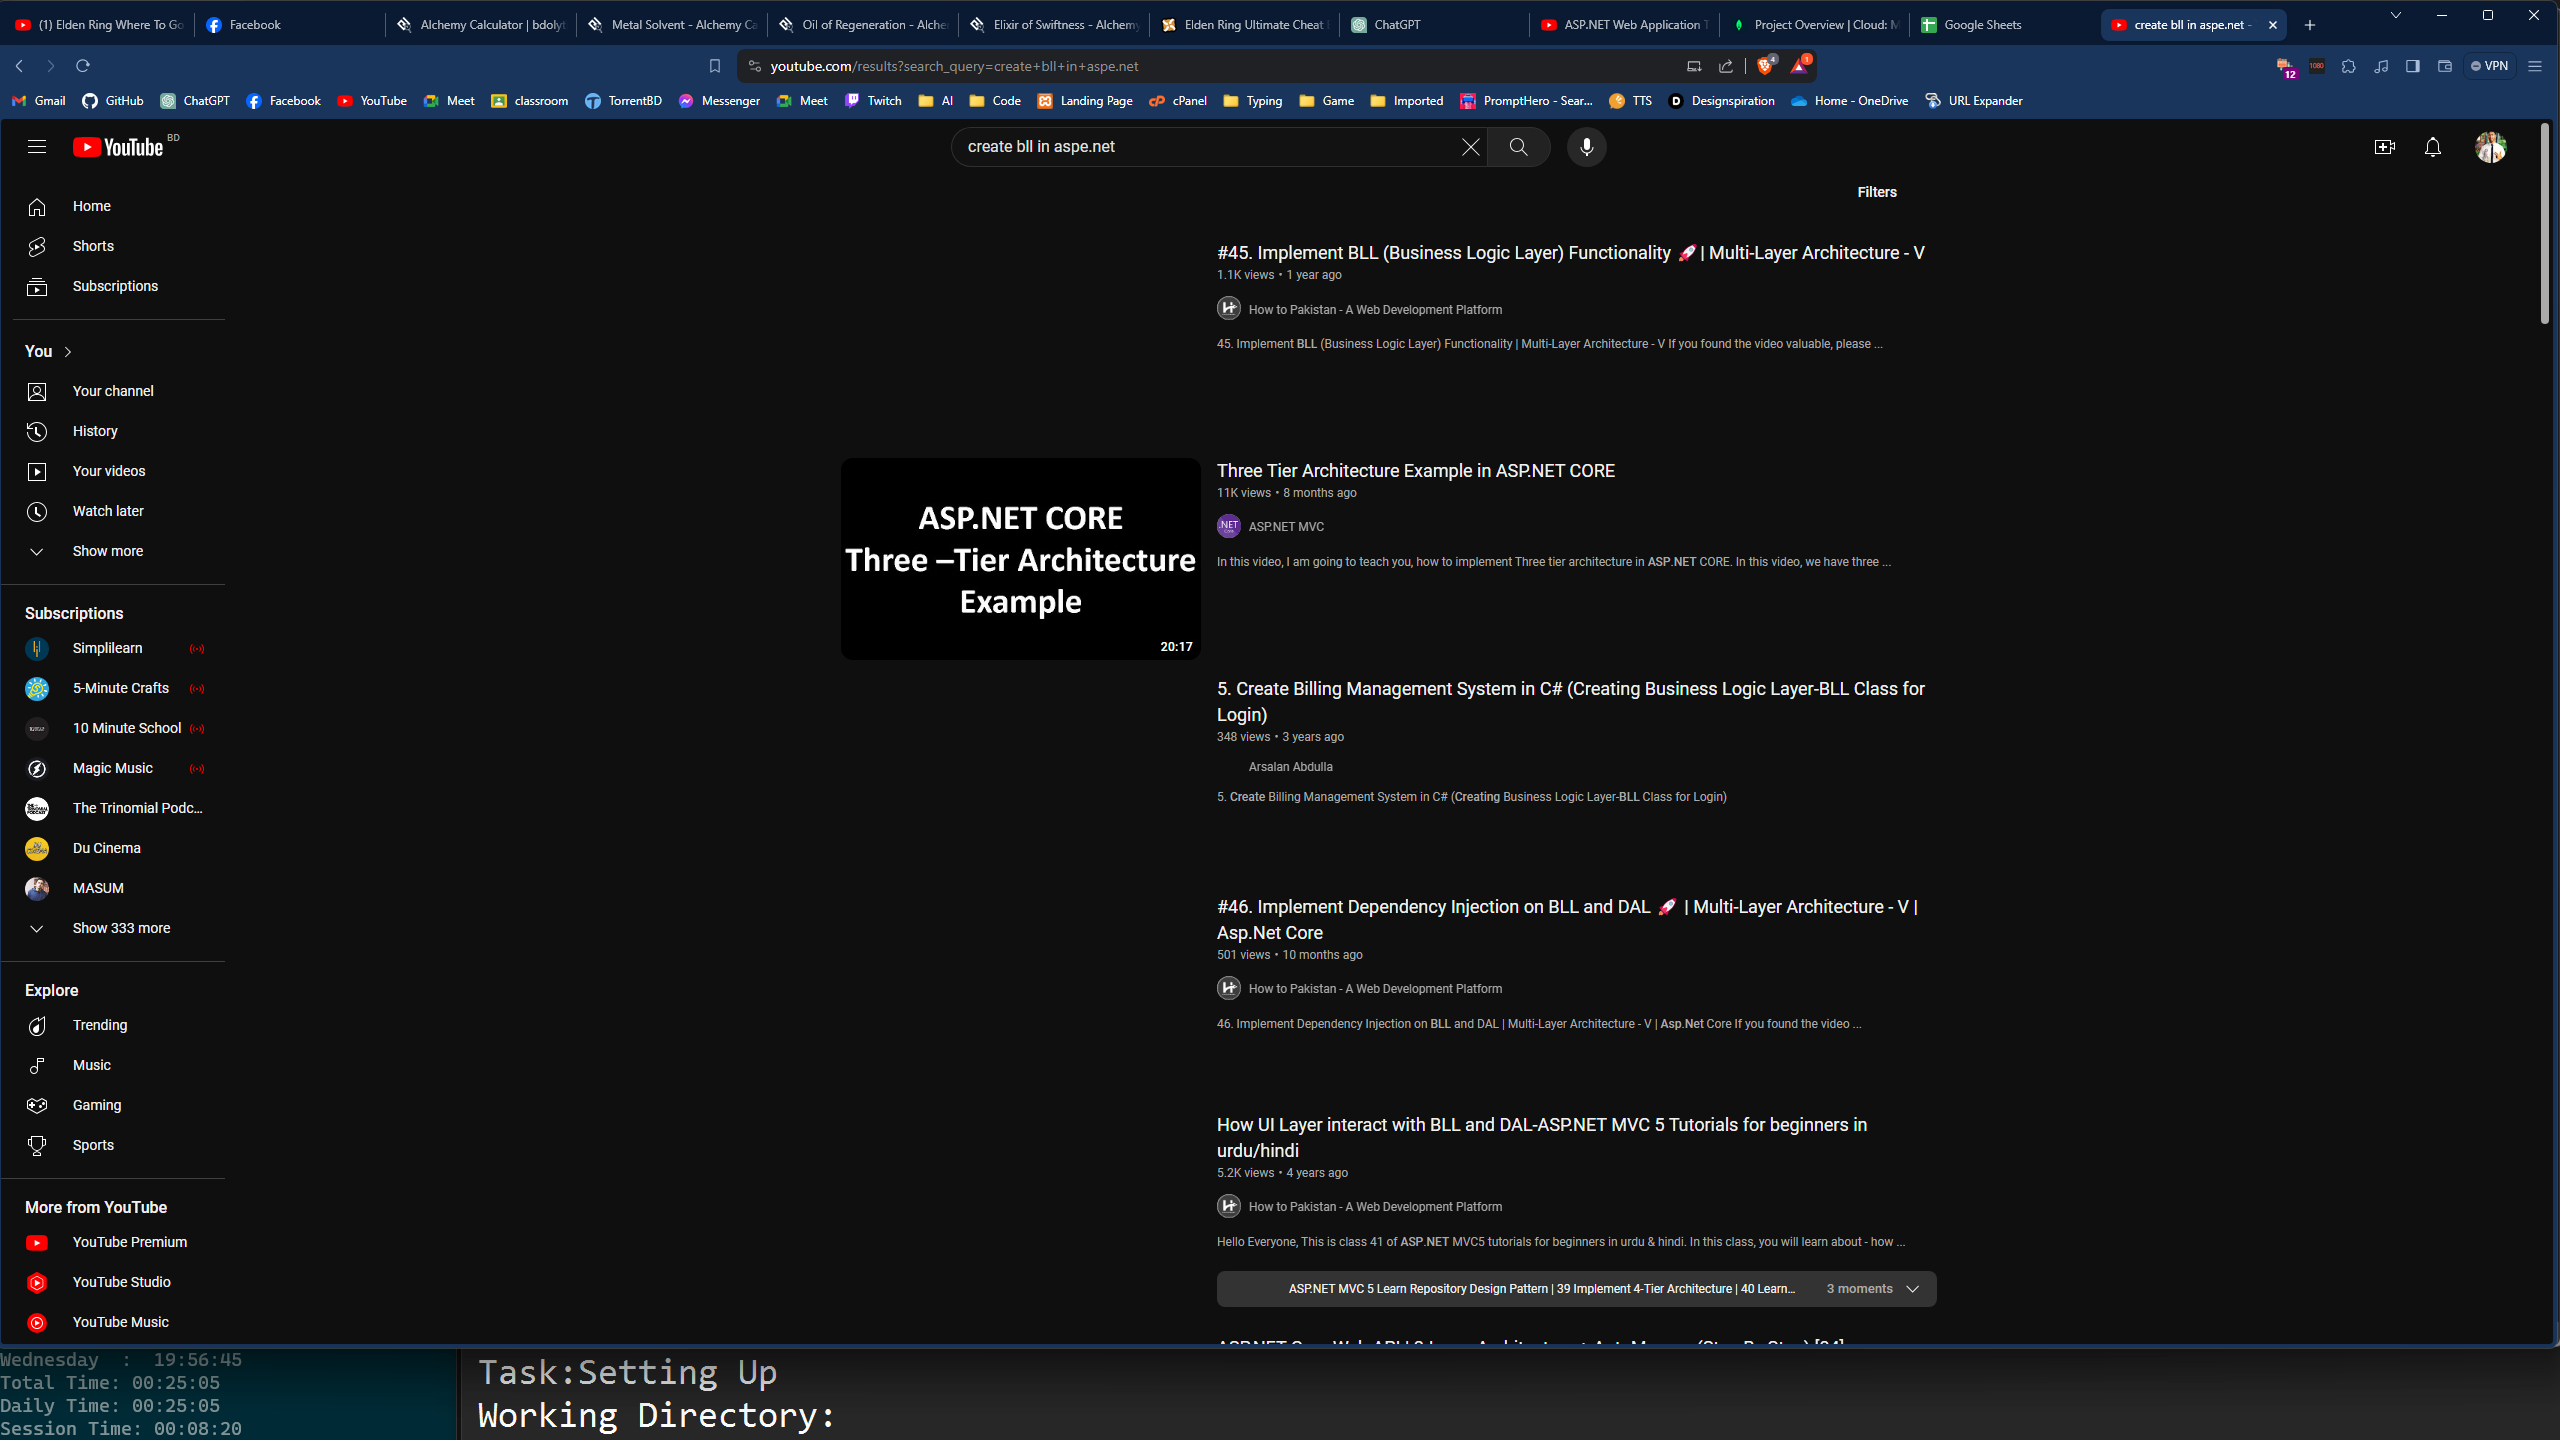 (1) Elden Ring Where To Go
Facebook
Alchemy Calculator | bdolyt
Metal Solvent - Alchemy Ca
Oil of Regeneration - Alche
Elixir of Swiftness - Alchemy
Elden Ring Ultimate Cheat
ChatGPT
ASP.NET Web Application T
Project Overview | Cloud: M
Google Sheets
create bll in aspe.net -
youtube.com/results?search_query=create+bll+in+aspe.net
4
1
12
1080
VPN
Gmail
GitHub
ChatGPT
Facebook
YouTube
Meet
classroom
TorrentBD
Messenger
Meet
Twitch
AI
Code
Landing Page
cPanel
Typing
Game
Imported
PromptHero - Sear...
TTS
Designspiration
Home - OneDrive
URL Expander
YouTube BD
create bll in aspe.net
Filters
Home
Shorts
Subscriptions
You
Your channel
History
Your videos
Watch later
Show more
Subscriptions
Simplilearn
5-Minute Crafts
10 Minute School
Magic Music
The Trinomial Podc...
Du Cinema
MASUM
Show 333 more
Explore
Trending
Music
Gaming
Sports
More from YouTube
YouTube Premium
YouTube Studio
YouTube Music
#45. Implement BLL (Business Logic Layer) Functionality 🚀 | Multi-Layer Architecture - V
1.1K views • 1 year ago
How to Pakistan - A Web Development Platform
45. Implement BLL (Business Logic Layer) Functionality | Multi-Layer Architecture - V If you found the video valuable, please ...
ASP.NET CORE
Three –Tier Architecture
Example
20:17
Three Tier Architecture Example in ASP.NET CORE
11K views • 8 months ago
.NET
ASP.NET MVC
In this video, I am going to teach you, how to implement Three tier architecture in ASP.NET CORE. In this video, we have three ...
5. Create Billing Management System in C# (Creating Business Logic Layer-BLL Class for
Login)
348 views • 3 years ago
Arsalan Abdulla
5. Create Billing Management System in C# (Creating Business Logic Layer-BLL Class for Login)
#46. Implement Dependency Injection on BLL and DAL 🚀 | Multi-Layer Architecture - V |
Asp.Net Core
501 views • 10 months ago
How to Pakistan - A Web Development Platform
46. Implement Dependency Injection on BLL and DAL | Multi-Layer Architecture - V | Asp.Net Core If you found the video ...
How UI Layer interact with BLL and DAL-ASP.NET MVC 5 Tutorials for beginners in
urdu/hindi
5.2K views • 4 years ago
How to Pakistan - A Web Development Platform
Hello Everyone, This is class 41 of ASP.NET MVC5 tutorials for beginners in urdu & hindi. In this class, you will learn about - how ...
ASP.NET MVC 5 Learn Repository Design Pattern | 39 Implement 4-Tier Architecture | 40 Learn...
3 moments
Wednesday : 19:56:45
Total Time: 00:25:05
Daily Time: 00:25:05
Session Time: 00:08:20
Task:Setting Up
Working Directory: